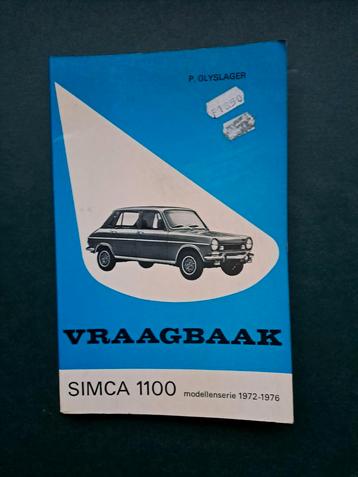 P. OLYSLAGER
VRAAGBAAK
SIMCA 1100 modellenserie 1972-1976